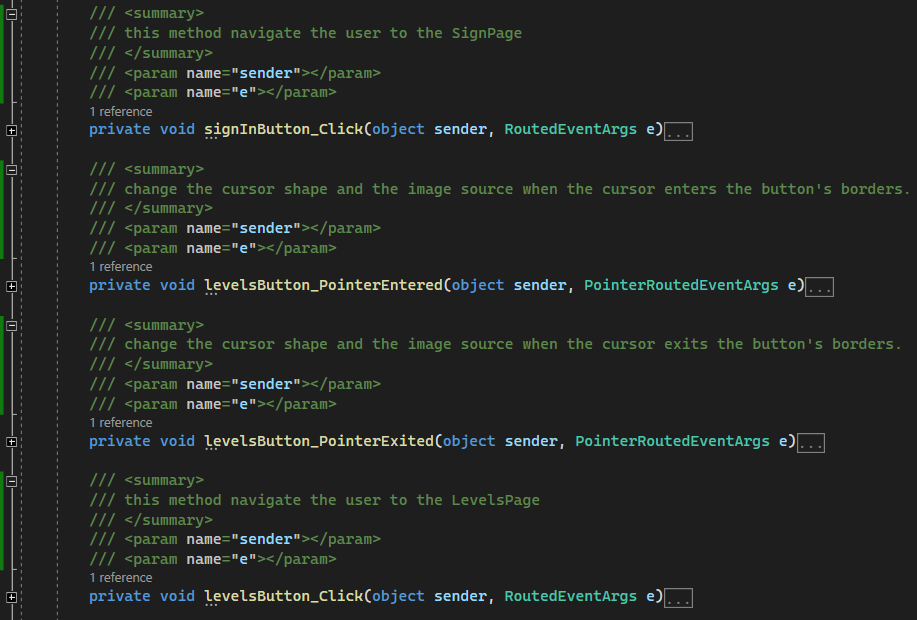 /// <summary>
/// this method navigate the user to the SignPage
/// </summary>
/// <param name="sender"></param>
/// <param name="e"></param>
1 reference
private void signInButton_Click(object sender, RoutedEventArgs e)...
/// <summary>
/// change the cursor shape and the image source when the cursor enters the button's borders.
/// </summary>
/// <param name="sender"></param>
/// <param name="e"></param>
1 reference
private void levelsButton_PointerEntered(object sender, PointerRoutedEventArgs e)...
/// <summary>
/// change the cursor shape and the image source when the cursor exits the button's borders.
/// </summary>
/// <param name="sender"></param>
/// <param name="e"></param>
1 reference
private void levelsButton_PointerExited(object sender, PointerRoutedEventArgs e)...
/// <summary>
/// this method navigate the user to the LevelsPage
/// </summary>
/// <param name="sender"></param>
/// <param name="e"></param>
1 reference
private void levelsButton_Click(object sender, RoutedEventArgs e)...